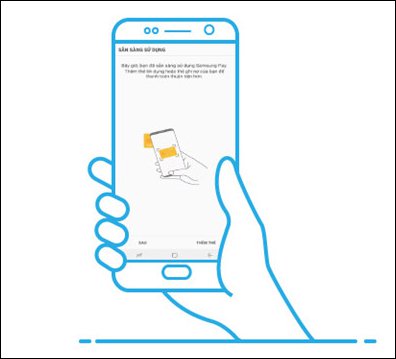 SẴN SÀNG SỬ DỤNG
Bây giờ, bạn đã sẵn sàng sử dụng Samsung Pay.
Thêm thẻ tín dụng hoặc thẻ ghi nợ của bạn để
thanh toán thuận tiện hơn.
SAU
THÊM THẺ